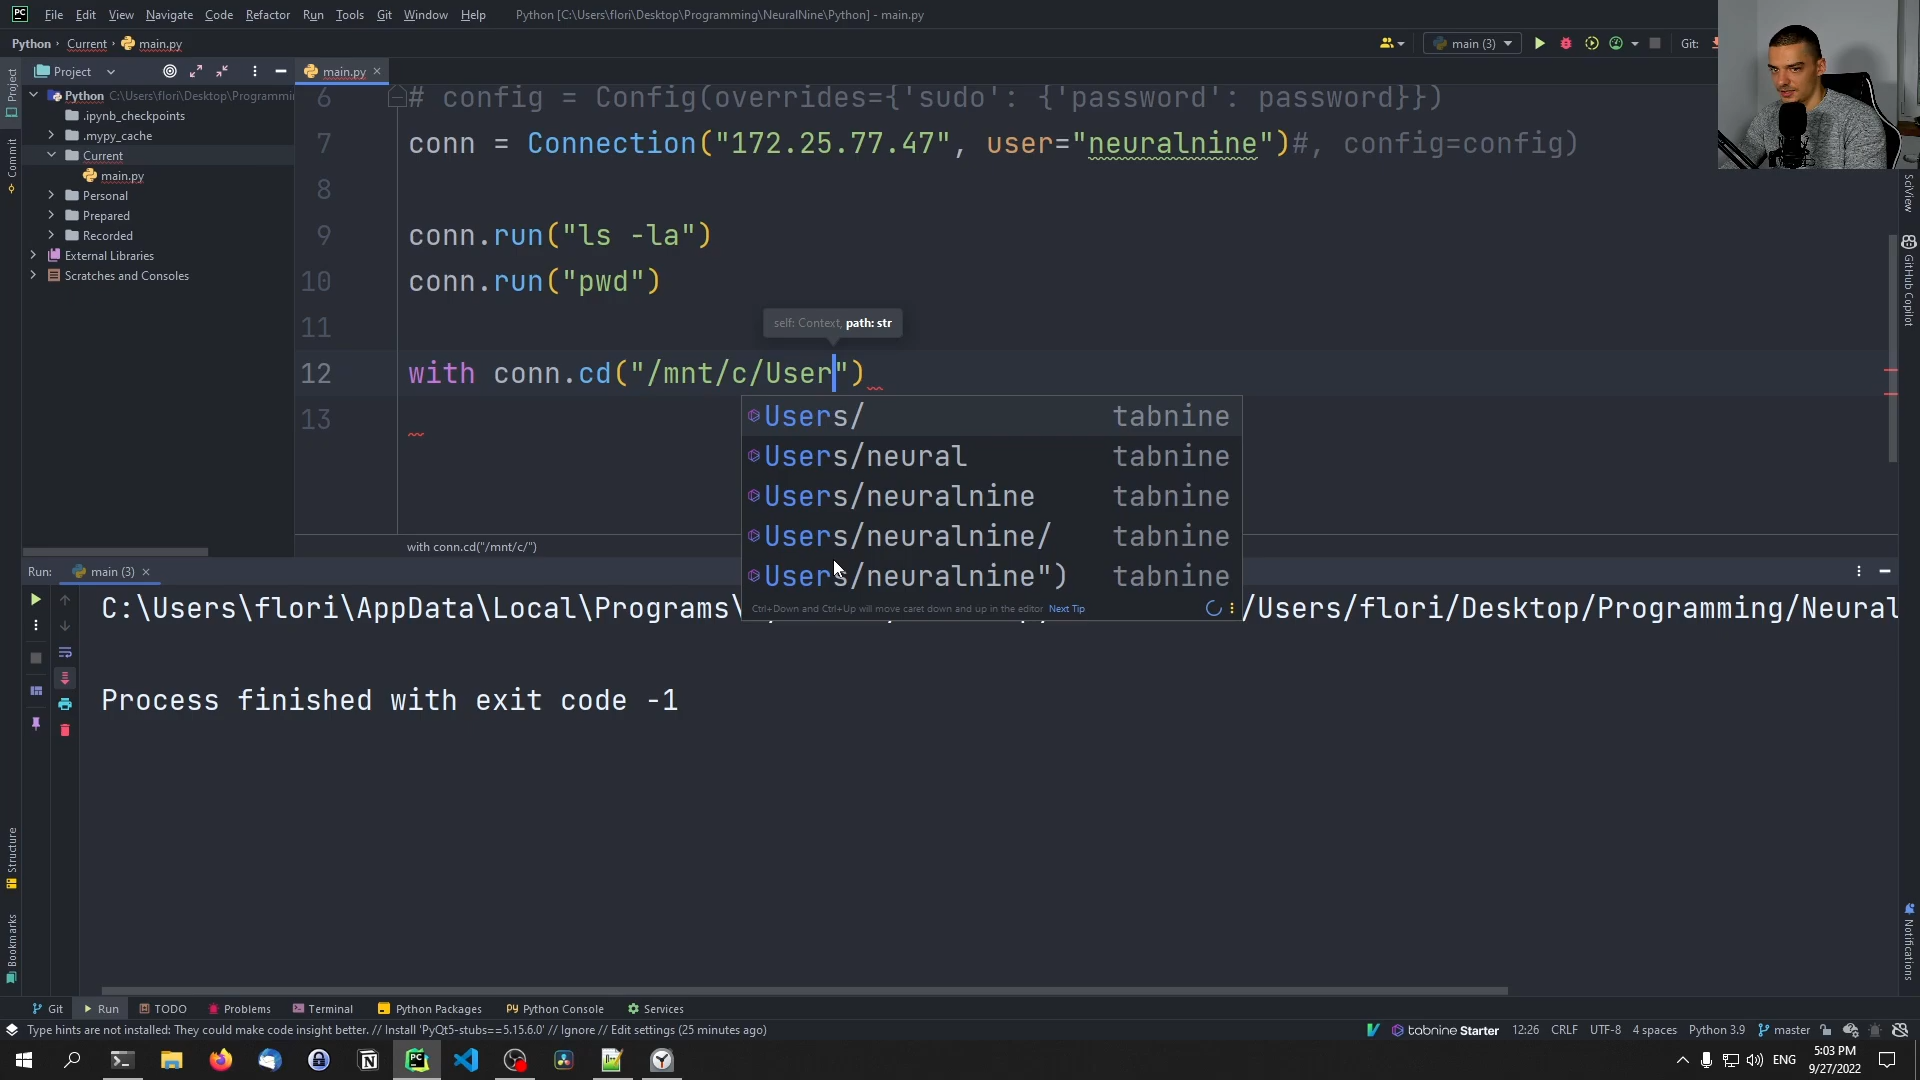 File Edit View Navigate Code Refactor Run Tools Git Window Help Python [C:\Users\flori\Desktop\Programming\NeuralNine\Python] - main.py
Python Current main.py
main (3) Git:
Project
main.py
Python C:\Users\flori\Desktop\Programmin
.ipynb_checkpoints
.mypy_cache
Current
main.py
Personal
Prepared
Recorded
External Libraries
Scratches and Consoles
Project
Commit
Structure
Bookmarks
SciView
GitHub Copilot
Notifications
6 # config = Config(overrides={'sudo': {'password': password}})
7 conn = Connection("172.25.77.47", user="neuralnine")#, config=config)
8
9 conn.run("ls -la")
10 conn.run("pwd")
11
self: Context, path: str
12 with conn.cd("/mnt/c/User")
13
Users/ tabnine
Users/neural tabnine
Users/neuralnine tabnine
Users/neuralnine/ tabnine
Users/neuralnine") tabnine
Ctrl+Down and Ctrl+Up will move caret down and up in the editor Next Tip
with conn.cd("/mnt/c/")
Run: main (3)
C:\Users\flori\AppData\Local\Programs\ /Users/flori/Desktop/Programming/Neural
Process finished with exit code -1
Git Run TODO Problems Terminal Python Packages Python Console Services
Type hints are not installed: They could make code insight better. // Install 'PyQt5-stubs==5.15.6.0' // Ignore // Edit settings (25 minutes ago)
tabnine Starter 12:26 CRLF UTF-8 4 spaces Python 3.9 master
ENG
5:03 PM
9/27/2022